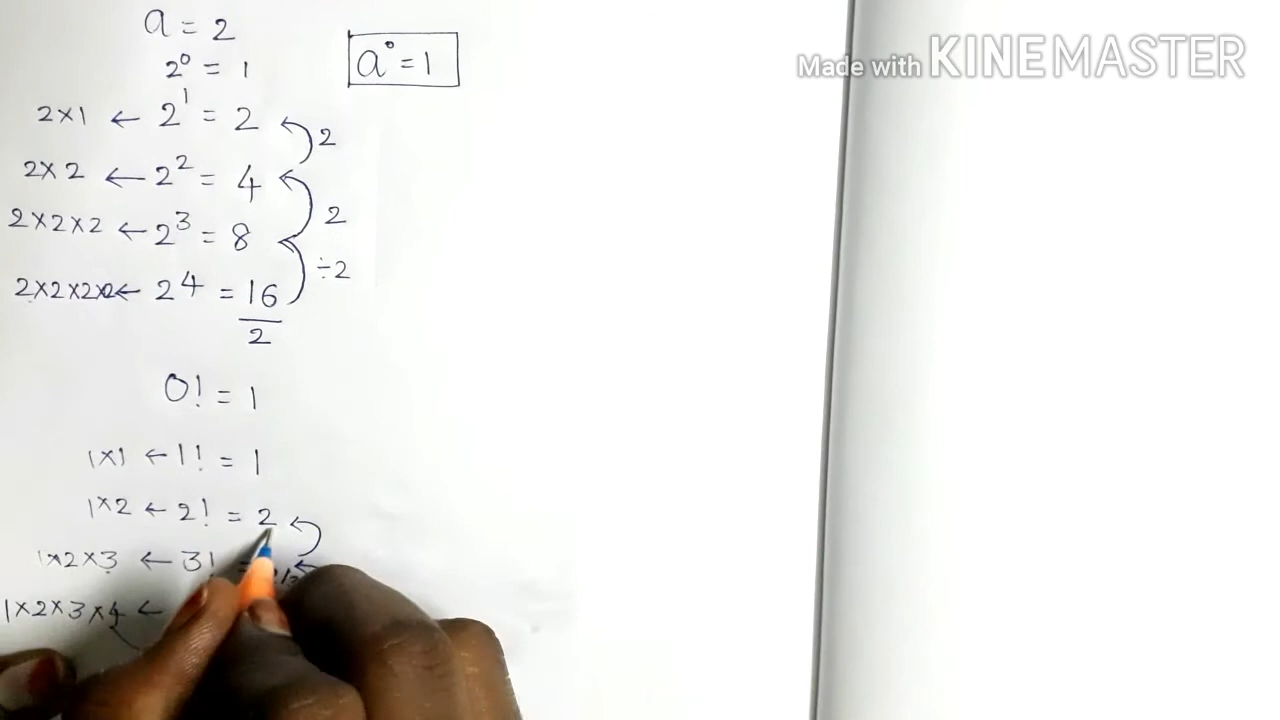 a = 2
2⁰ = 1
a⁰ = 1
Made with KINEMASTER
2×1 ← 2¹ = 2
2
2×2 ← 2² = 4
2
2×2×2 ← 2³ = 8
÷2
2×2×2×2 ← 2⁴ = 16
2
0! = 1
1×1 ← 1! = 1
1×2 ← 2! = 2
1×2×3 ← 3! =
1×2×3×4 ←